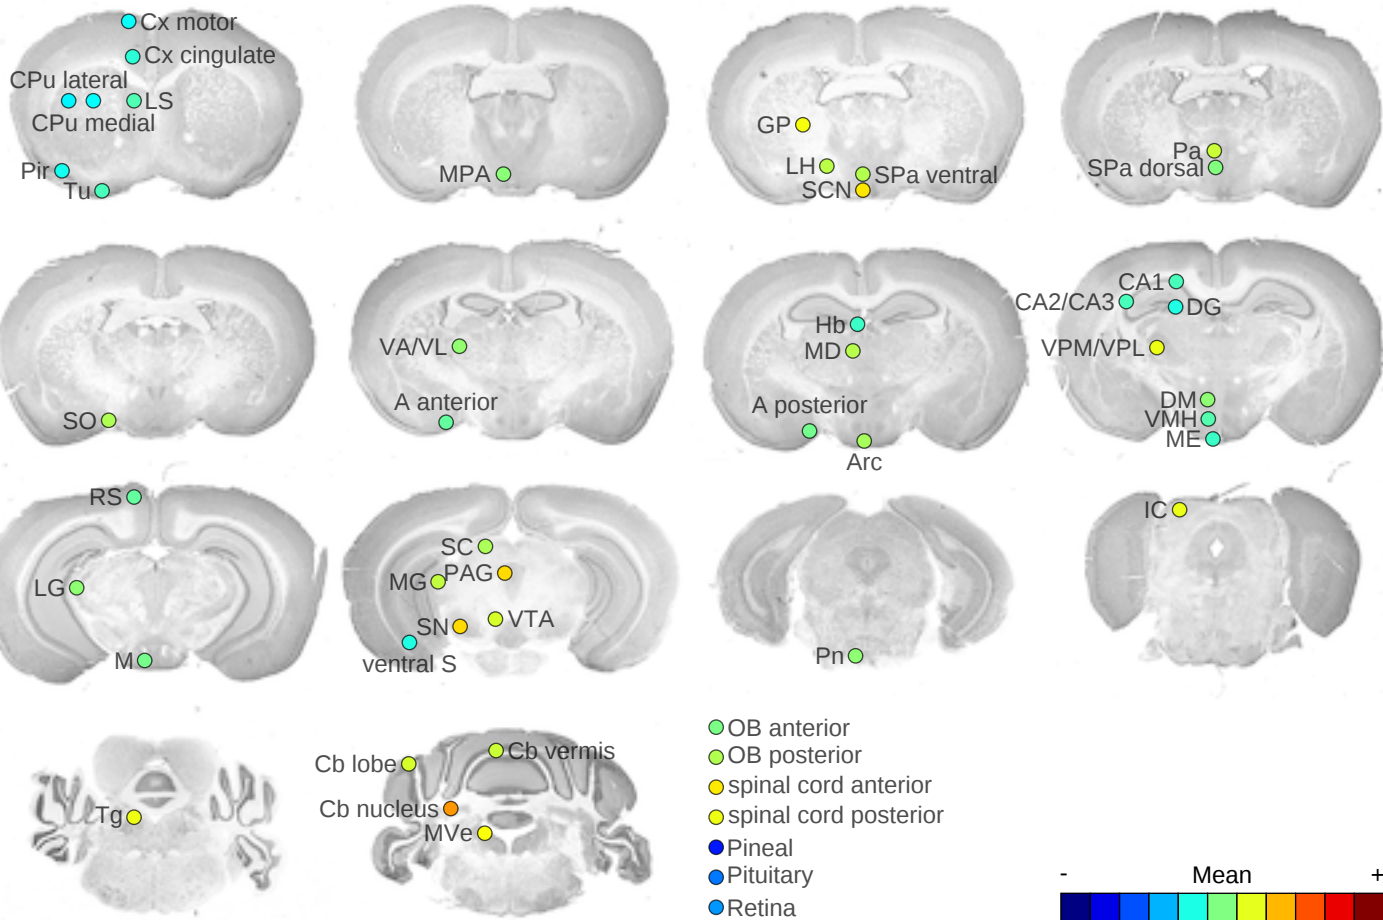 Cx motor
Cx cingulate
CPu lateral
LS
CPu medial
Pir
Tu
MPA
GP
LH
SPa ventral
SCN
Pa
SPa dorsal
SO
VA/VL
A anterior
Hb
MD
A posterior
Arc
CA1
CA2/CA3
DG
VPM/VPL
DM
VMH
ME
RS
LG
M
SC
MG
PAG
SN
VTA
ventral S
Pn
IC
Tg
Cb lobe
Cb vermis
Cb nucleus
MVe
OB anterior
OB posterior
spinal cord anterior
spinal cord posterior
Pineal
Pituitary
Retina
- Mean +